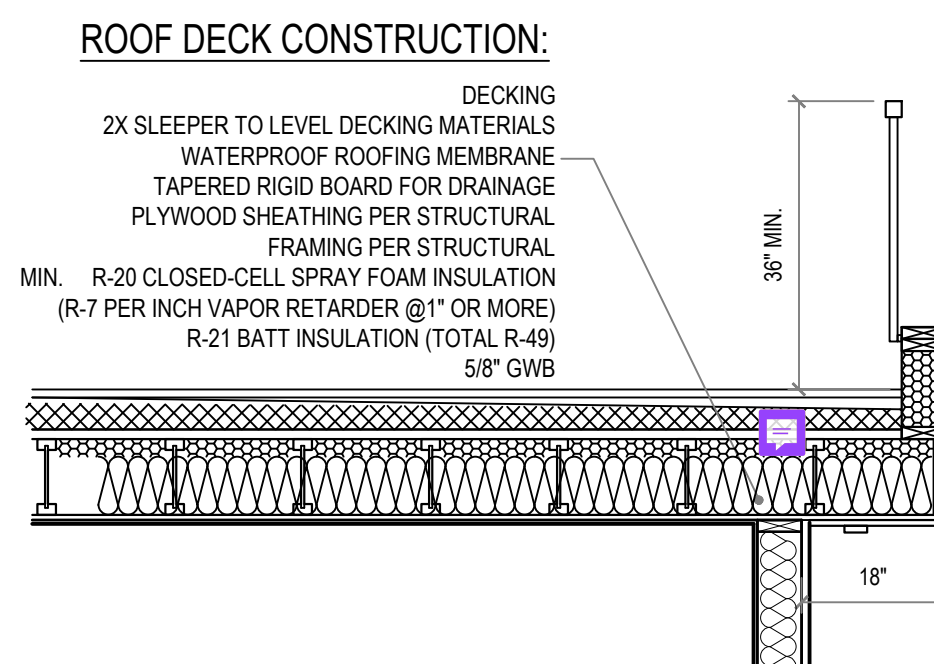 ROOF DECK CONSTRUCTION:
DECKING
2X SLEEPER TO LEVEL DECKING MATERIALS
WATERPROOF ROOFING MEMBRANE
TAPERED RIGID BOARD FOR DRAINAGE
PLYWOOD SHEATHING PER STRUCTURAL
FRAMING PER STRUCTURAL
MIN. R-20 CLOSED-CELL SPRAY FOAM INSULATION
(R-7 PER INCH VAPOR RETARDER @1" OR MORE)
R-21 BATT INSULATION (TOTAL R-49)
5/8" GWB
36" MIN.
18"